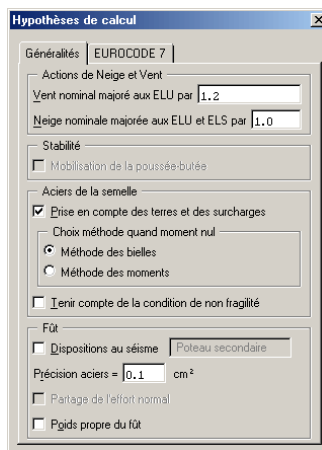 Hypothèses de calcul
Généralités EUROCODE 7
Actions de Neige et Vent
Vent nominal majoré aux ELU par 1.2
Neige nominale majorée aux ELU et ELS par 1.0
Stabilité
Mobilisation de la poussée-butée
Aciers de la semelle
Prise en compte des terres et des surcharges
Choix méthode quand moment nul
Méthode des bielles
Méthode des moments
Tenir compte de la condition de non fragilité
Fût
Dispositions au séisme Poteau secondaire
Précision aciers = 0.1 cm²
Partage de l'effort normal
Poids propre du fût